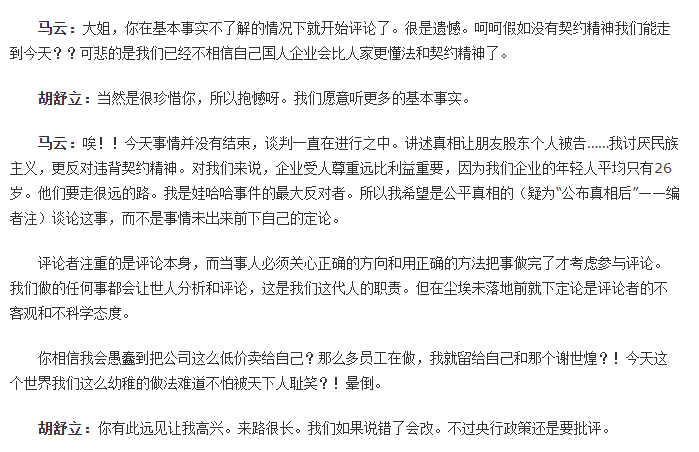 马云：大姐，你在基本事实不了解的情况下就开始评论了。很是遗憾。呵呵假如没有契约精神我们能走
到今天？？可悲的是我们已经不相信自己国人企业会比人家更懂法和契约精神了。
胡舒立：当然是很珍惜你，所以抱憾呀。我们愿意听更多的基本事实。
马云：唉！！今天事情并没有结束，谈判一直在进行之中。讲述真相让朋友股东个人被告……我讨厌民族
主义，更反对违背契约精神。对我们来说，企业受人尊重远比利益重要，因为我们企业的年轻人平均只有26
岁。他们要走很远的路。我是娃哈哈事件的最大反对者。所以我希望是公平真相的（疑为“公布真相后”——编
者注）谈论这事，而不是事情未出来前下自己的定论。
评论者注重的是评论本身，而当事人必须关心正确的方向和用正确的方法把事做完了才考虑参与评论。
我们做的任何事都会让世人分析和评论，这是我们这代人的职责。但在尘埃未落地前就下定论是评论者的不
客观和不科学态度。
你相信我会愚蠢到把公司这么低价卖给自己？那么多员工在做，我就留给自己和那个谢世煌？！今天这
个世界我们这么幼稚的做法难道不怕被天下人耻笑？！晕倒。
胡舒立：你有此远见让我高兴。来路很长。我们如果说错了会改。不过央行政策还是要批评。